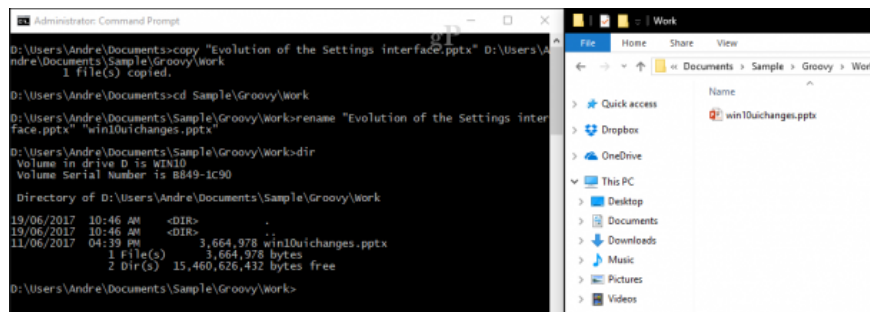 Administrator: Command Prompt
gP
D:\Users\Andre\Documents>copy "Evolution of the Settings interface.pptx" D:\Users\A
ndre\Documents\Sample\Groovy\Work
1 file(s) copied.
D:\Users\Andre\Documents>cd Sample\Groovy\Work
D:\Users\Andre\Documents\Sample\Groovy\Work>rename "Evolution of the Settings inter
face.pptx" "win10uichanges.pptx"
D:\Users\Andre\Documents\Sample\Groovy\Work>dir
Volume in drive D is WIN10
Volume Serial Number is B849-1C90
Directory of D:\Users\Andre\Documents\Sample\Groovy\Work
19/06/2017 10:46 AM <DIR> .
19/06/2017 10:46 AM <DIR> ..
11/06/2017 04:39 PM 3,664,978 win10uichanges.pptx
1 File(s) 3,664,978 bytes
2 Dir(s) 15,460,626,432 bytes free
D:\Users\Andre\Documents\Sample\Groovy\Work>
Work
File Home Share View
« Documents > Sample > Groovy > Wor
Name
win10uichanges.pptx
Quick access
Dropbox
OneDrive
This PC
Desktop
Documents
Downloads
Music
Pictures
Videos